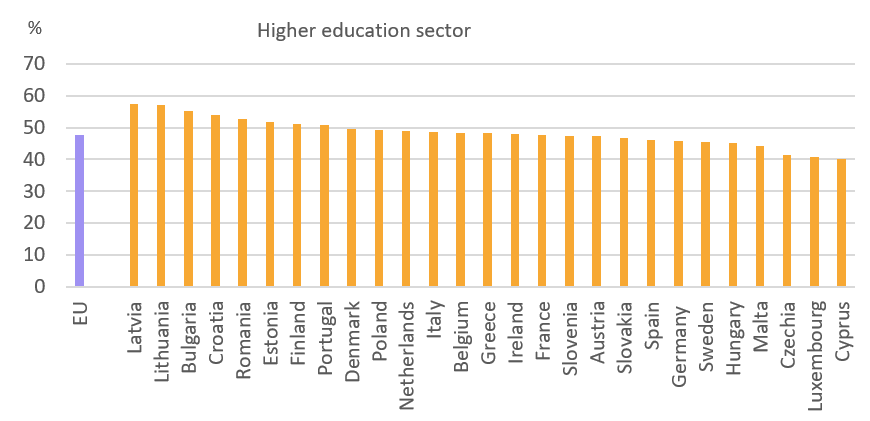 %
Higher education sector
70
60
50
40
30
20
10
0
EU
Latvia
Lithuania
Bulgaria
Croatia
Romania
Estonia
Finland
Portugal
Denmark
Poland
Netherlands
Italy
Belgium
Greece
Ireland
France
Slovenia
Austria
Slovakia
Spain
Germany
Sweden
Hungary
Malta
Czechia
Luxembourg
Cyprus